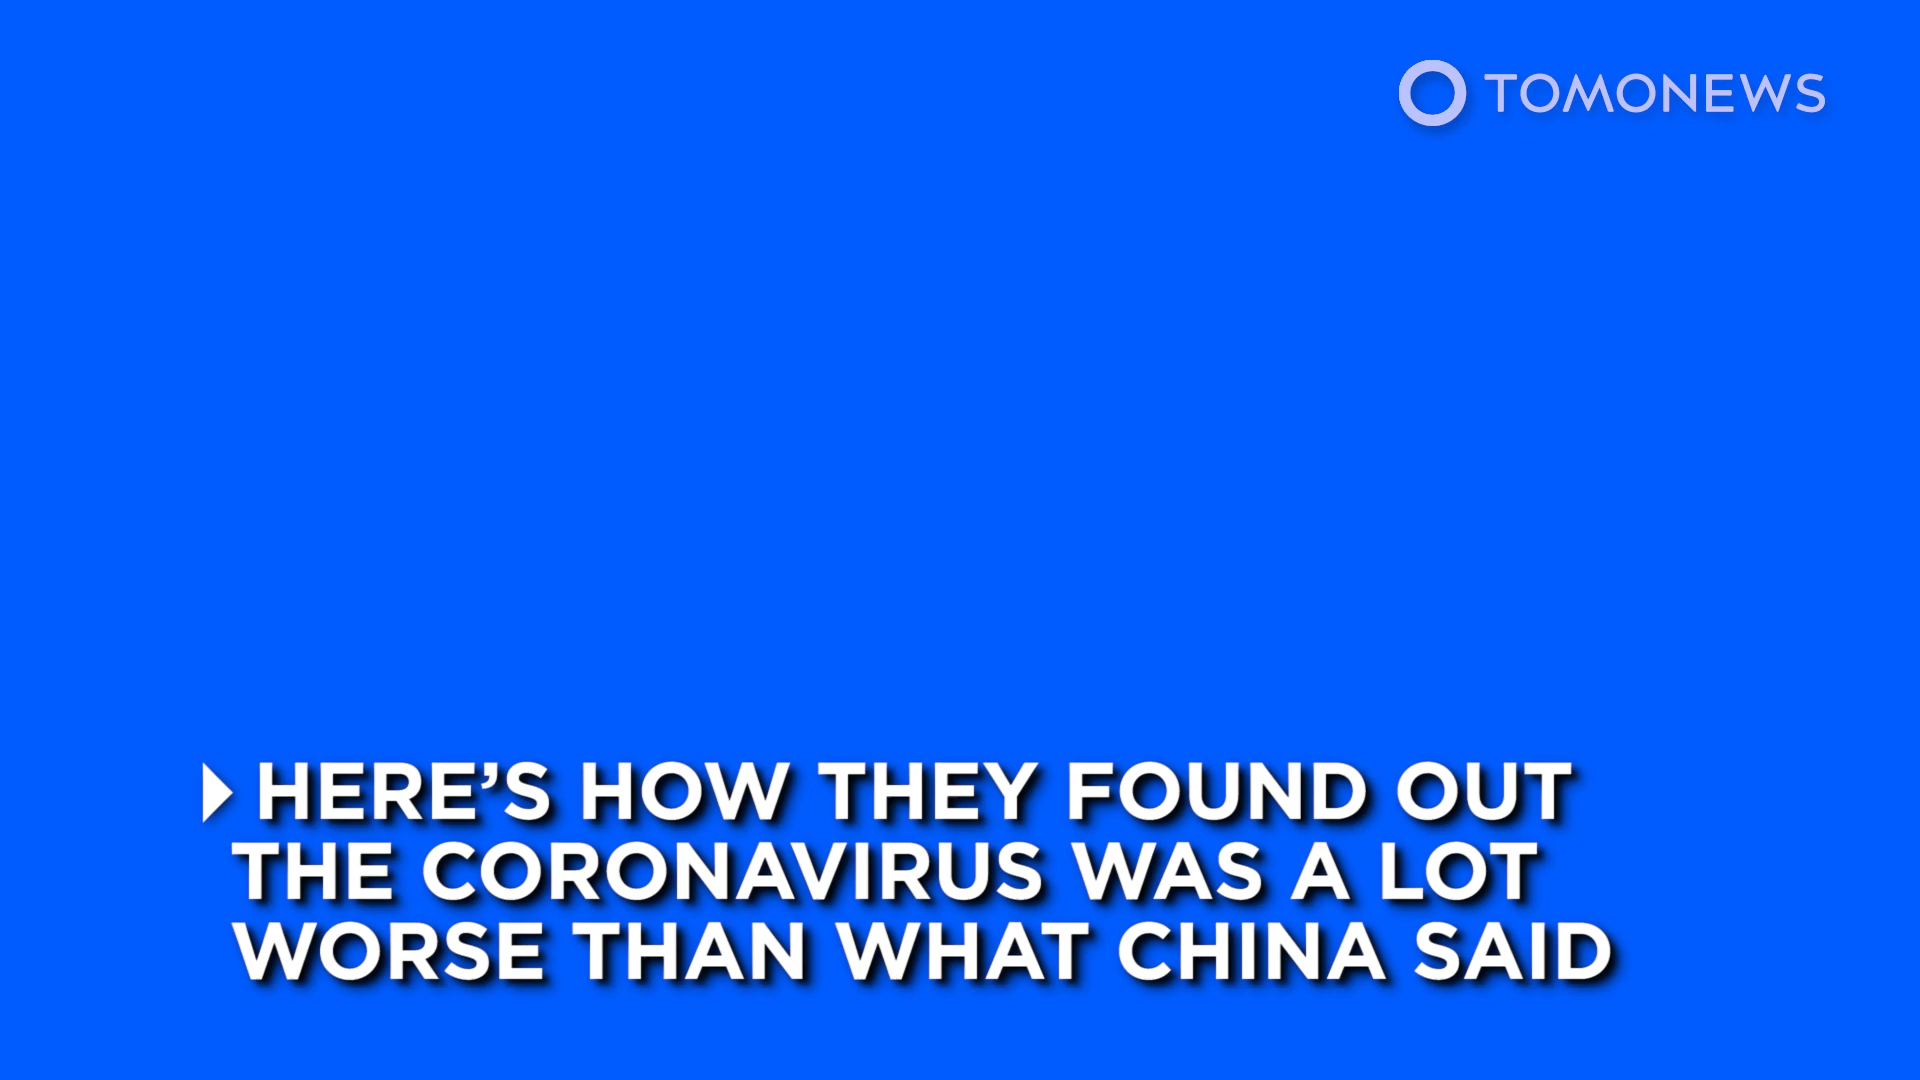 TOMONEWS
HERE’S HOW THEY FOUND OUT
THE CORONAVIRUS WAS A LOT
WORSE THAN WHAT CHINA SAID